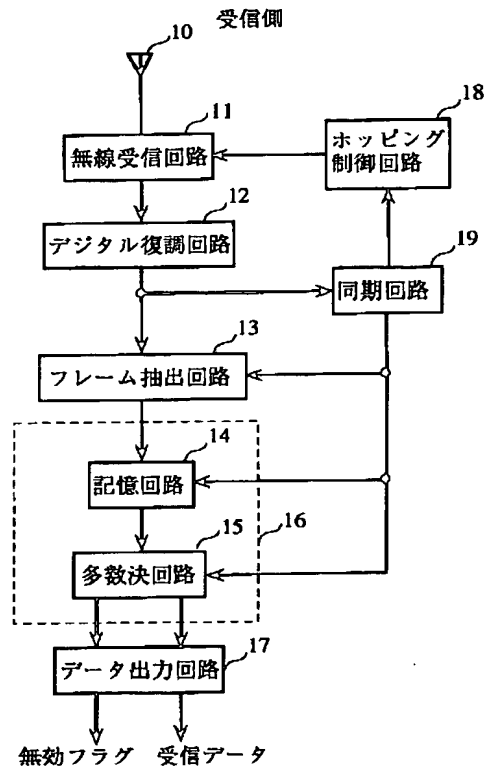 受信側
10
11
無線受信回路
18
ホッピング
制御回路
12
デジタル復調回路
19
同期回路
13
フレーム抽出回路
14
記憶回路
15
16
多数決回路
17
データ出力回路
無効フラグ
受信データ